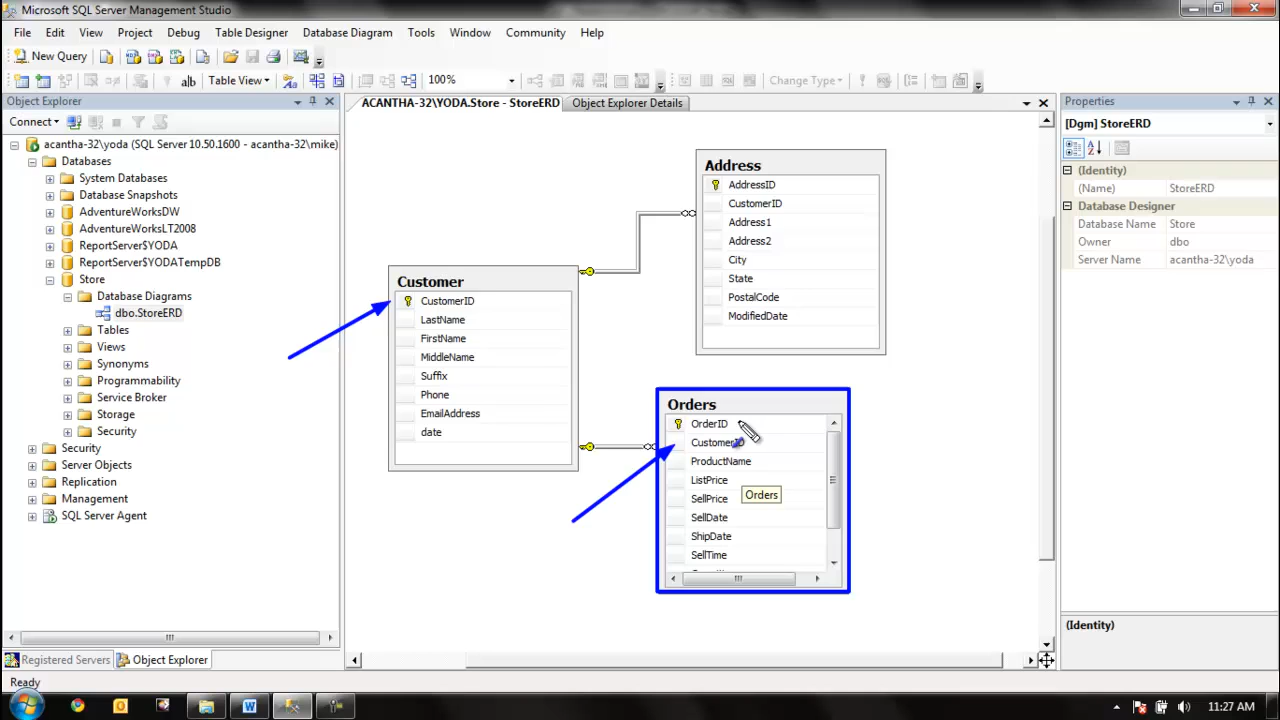 Microsoft SQL Server Management Studio
File Edit View Project Debug Table Designer Database Diagram Tools Window Community Help
New Query
ab| Table View 100% Change Type
Object Explorer
Connect
acantha-32\yoda (SQL Server 10.50.1600 - acantha-32\mike)
Databases
System Databases
Database Snapshots
AdventureWorksDW
AdventureWorksLT2008
ReportServer$YODA
ReportServer$YODATempDB
Store
Database Diagrams
dbo.StoreERD
Tables
Views
Synonyms
Programmability
Service Broker
Storage
Security
Security
Server Objects
Replication
Management
SQL Server Agent
Registered Servers Object Explorer
ACANTHA-32\YODA.Store - StoreERD Object Explorer Details
Customer
CustomerID
LastName
FirstName
MiddleName
Suffix
Phone
EmailAddress
date
Address
AddressID
CustomerID
Address1
Address2
City
State
PostalCode
ModifiedDate
Orders
OrderID
CustomerID
ProductName
ListPrice
SellPrice
Orders
SellDate
ShipDate
SellTime
Properties
[Dgm] StoreERD
(Identity)
(Name) StoreERD
Database Designer
Database Name Store
Owner dbo
Server Name acantha-32\yoda
(Identity)
Ready
11:27 AM